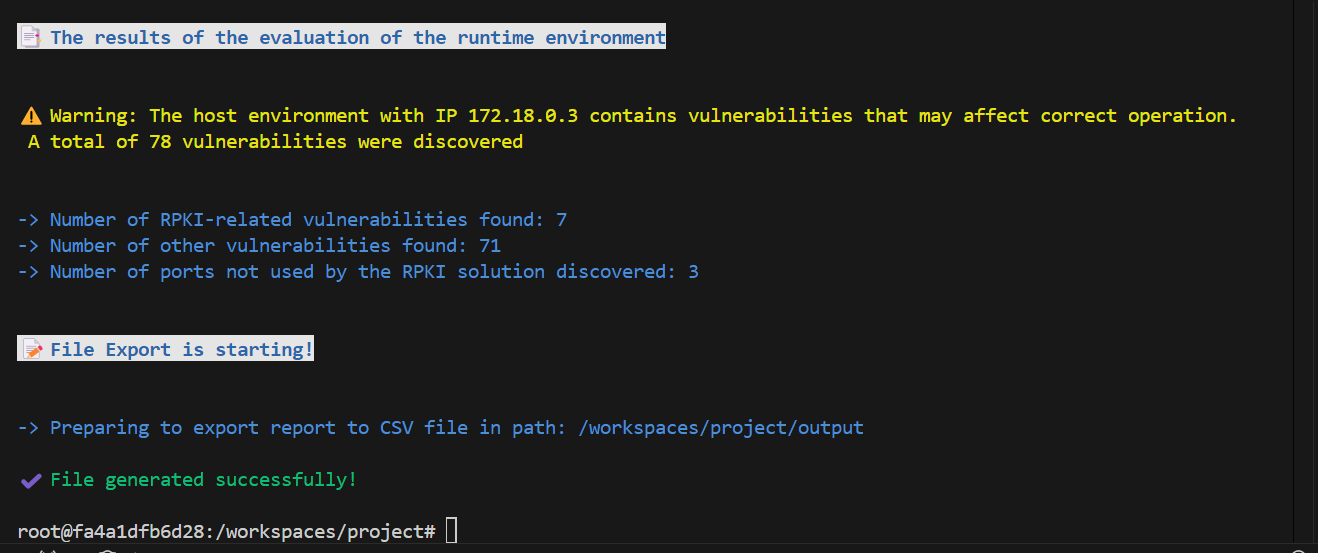 📑 The results of the evaluation of the runtime environment
⚠️ Warning: The host environment with IP 172.18.0.3 contains vulnerabilities that may affect correct operation.
A total of 78 vulnerabilities were discovered
-> Number of RPKI-related vulnerabilities found: 7
-> Number of other vulnerabilities found: 71
-> Number of ports not used by the RPKI solution discovered: 3
📝 File Export is starting!
-> Preparing to export report to CSV file in path: /workspaces/project/output
✔ File generated successfully!
root@fa4a1dfb6d28:/workspaces/project#